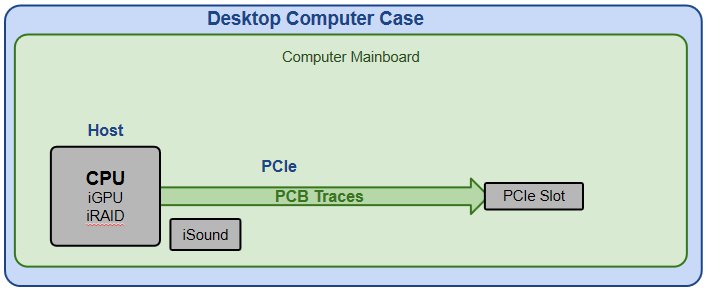 Desktop Computer Case
Computer Mainboard
Host
PCIe
CPU
iGPU
iRAID
PCB Traces
PCIe Slot
iSound